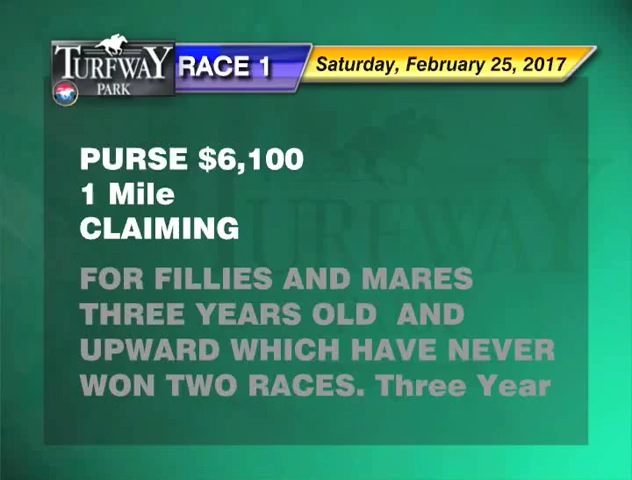 TURFWAY
PARK
RACE 1
Saturday, February 25, 2017
PURSE $6,100
1 Mile
CLAIMING
FOR FILLIES AND MARES
THREE YEARS OLD AND
UPWARD WHICH HAVE NEVER
WON TWO RACES. Three Year
TURFWAY